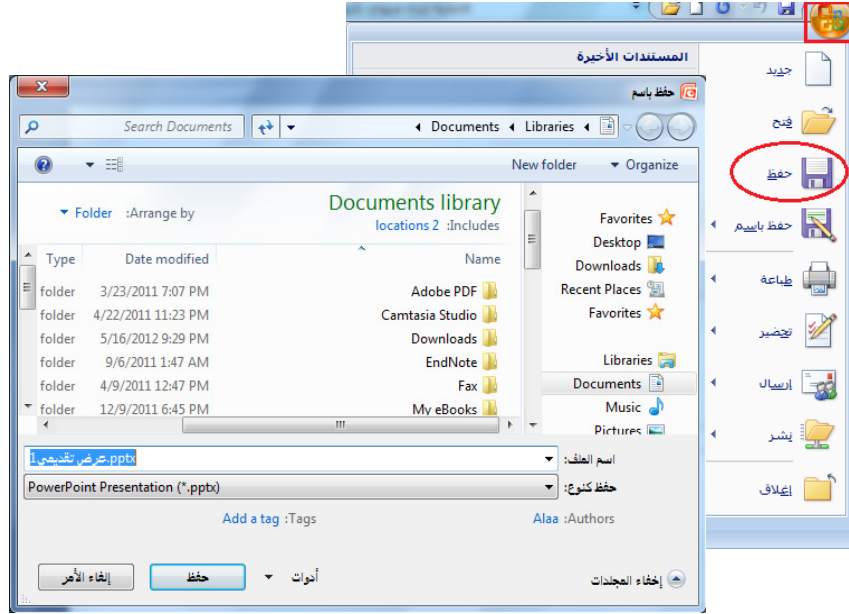 المستندات الأخيرة
جديد
فتح
حفظ
حفظ باسم
طباعة
تحضير
إرسال
نشر
إغلاق
حفظ باسم
Search Documents
Documents
Libraries
New folder
Organize
Documents library
Folder :Arrange by
locations 2 :Includes
Type Date modified Name
folder 3/23/2011 7:07 PM Adobe PDF
folder 4/22/2011 11:23 PM Camtasia Studio
folder 5/16/2012 9:29 PM Downloads
folder 9/6/2011 1:47 AM EndNote
folder 4/9/2011 12:47 PM Fax
folder 12/9/2011 6:45 PM My eBooks
Favorites
Desktop
Downloads
Recent Places
Favorites
Libraries
Documents
Music
Pictures
اسم الملف:
عرض تقديمي1.pptx
حفظ كنوع:
PowerPoint Presentation (*.pptx)
Add a tag :Tags
Alaa :Authors
إخفاء المجلدات
أدوات
حفظ
إلغاء الأمر